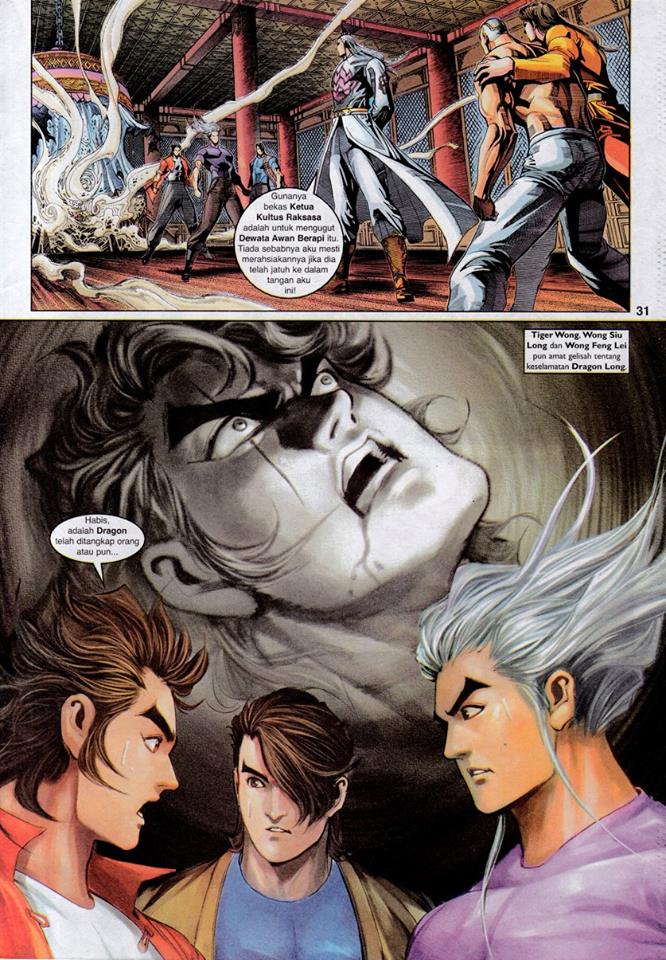 Gunanya
bekas Ketua
Kultus Raksasa
adalah untuk mengugut
Dewata Awan Berapi itu.
Tiada sebabnya aku mesti
merahsiakannya jika dia
telah jatuh ke dalam
tangan aku
ini!
31
Tiger Wong, Wong Siu
Long dan Wong Feng Lei
pun amat gelisah tentang
keselamatan Dragon Long.
Habis,
adalah Dragon
telah ditangkap orang
atau pun...